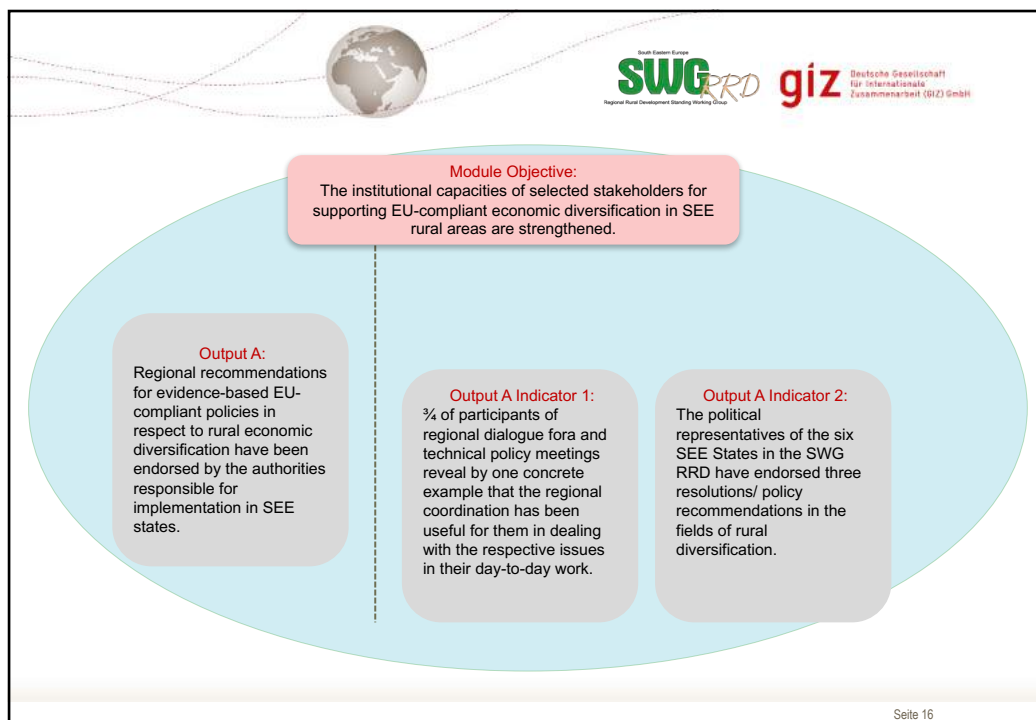 South Eastern Europe
SWG RRD
Regional Rural Development Standing Working Group
giz
Deutsche Gesellschaft
für Internationale
Zusammenarbeit (GIZ) GmbH
Module Objective:
The institutional capacities of selected stakeholders for
supporting EU-compliant economic diversification in SEE
rural areas are strengthened.
Output A:
Regional recommendations
for evidence-based EU-
compliant policies in
respect to rural economic
diversification have been
endorsed by the authorities
responsible for
implementation in SEE
states.
Output A Indicator 1:
¾ of participants of
regional dialogue fora and
technical policy meetings
reveal by one concrete
example that the regional
coordination has been
useful for them in dealing
with the respective issues
in their day-to-day work.
Output A Indicator 2:
The political
representatives of the six
SEE States in the SWG
RRD have endorsed three
resolutions/ policy
recommendations in the
fields of rural
diversification.
Seite 16